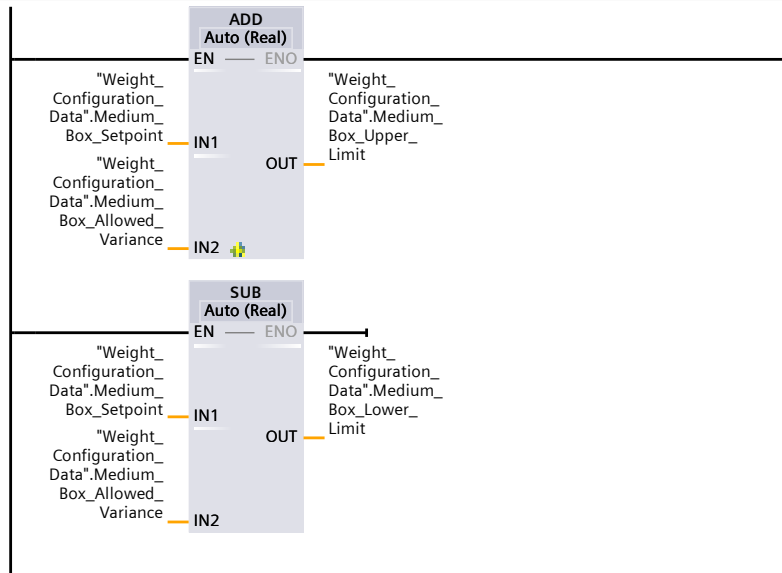 ADD
Auto (Real)
EN
ENO
"Weight_
Configuration_
Data".Medium_
Box_Setpoint
IN1
"Weight_
Configuration_
Data".Medium_
Box_Upper_
Limit
OUT
"Weight_
Configuration_
Data".Medium_
Box_Allowed_
Variance
IN2
SUB
Auto (Real)
EN
ENO
"Weight_
Configuration_
Data".Medium_
Box_Setpoint
IN1
"Weight_
Configuration_
Data".Medium_
Box_Lower_
Limit
OUT
"Weight_
Configuration_
Data".Medium_
Box_Allowed_
Variance
IN2